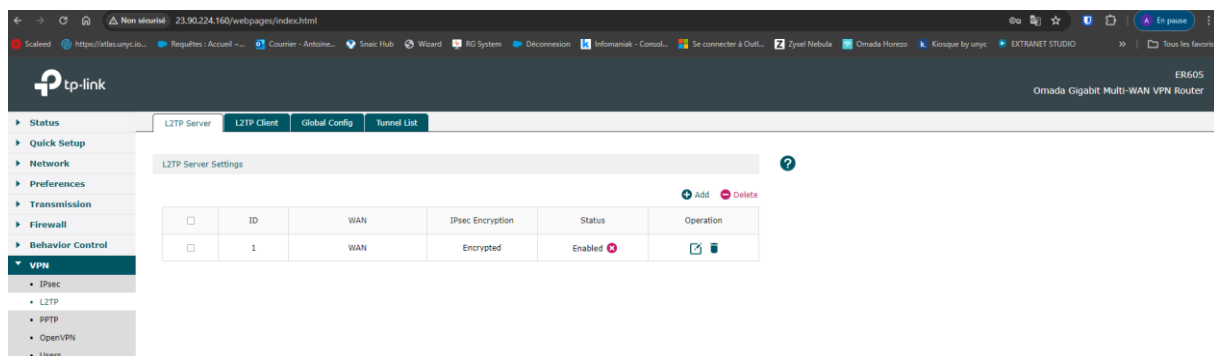 Non sécurisé 23.90.224.160/webpages/index.html A En pause
Scaleed https://atlas.unyc.io... Requêtes : Accueil –... Courrier - Antoine... Snaic Hub Wizard RG System Déconnexion Infomaniak - Consol... Se connecter à Outl... Zyxel Nebula Omada Horezo Kiosque by unyc EXTRANET STUDIO » Tous les favoris
tp-link
ER605
Omada Gigabit Multi-WAN VPN Router
Status
Quick Setup
Network
Preferences
Transmission
Firewall
Behavior Control
VPN
IPsec
L2TP
PPTP
OpenVPN
Users
L2TP Server L2TP Client Global Config Tunnel List
L2TP Server Settings
Add Delete
ID WAN IPsec Encryption Status Operation
1 WAN Encrypted Enabled